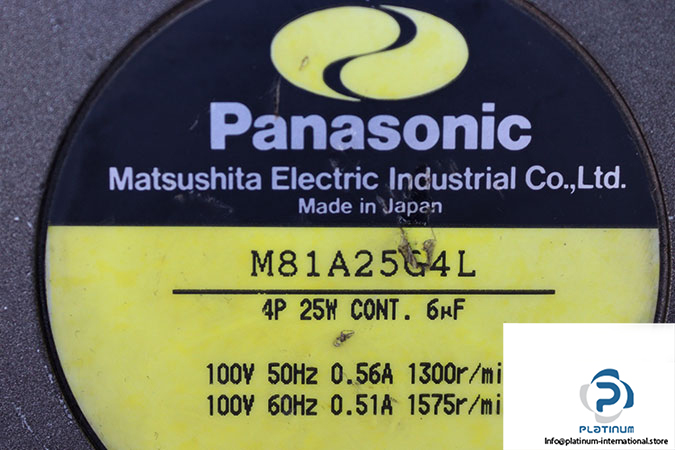 Panasonic
Matsushita Electric Industrial Co.,Ltd.
Made in Japan
M81A25G4L
4P 25W CONT. 6μF
100V 50Hz 0.56A 1300r/mi
100V 60Hz 0.51A 1575r/mi
PLATINUM
Info@platinum-international.store